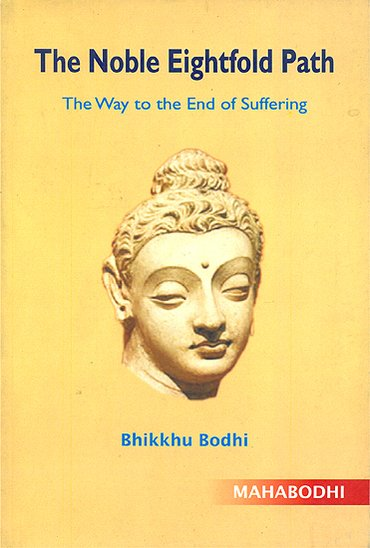 The Noble Eightfold Path
The Way to the End of Suffering
Bhikkhu Bodhi
MAHABODHI